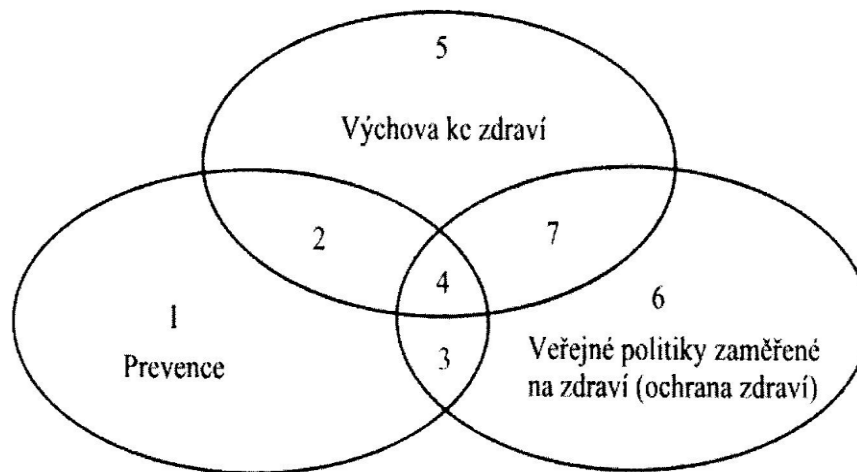 5
Výchova kc zdraví
2
7
4
1
6
Prevence
3
Veřejné politiky zaměřené
na zdraví (ochrana zdraví)